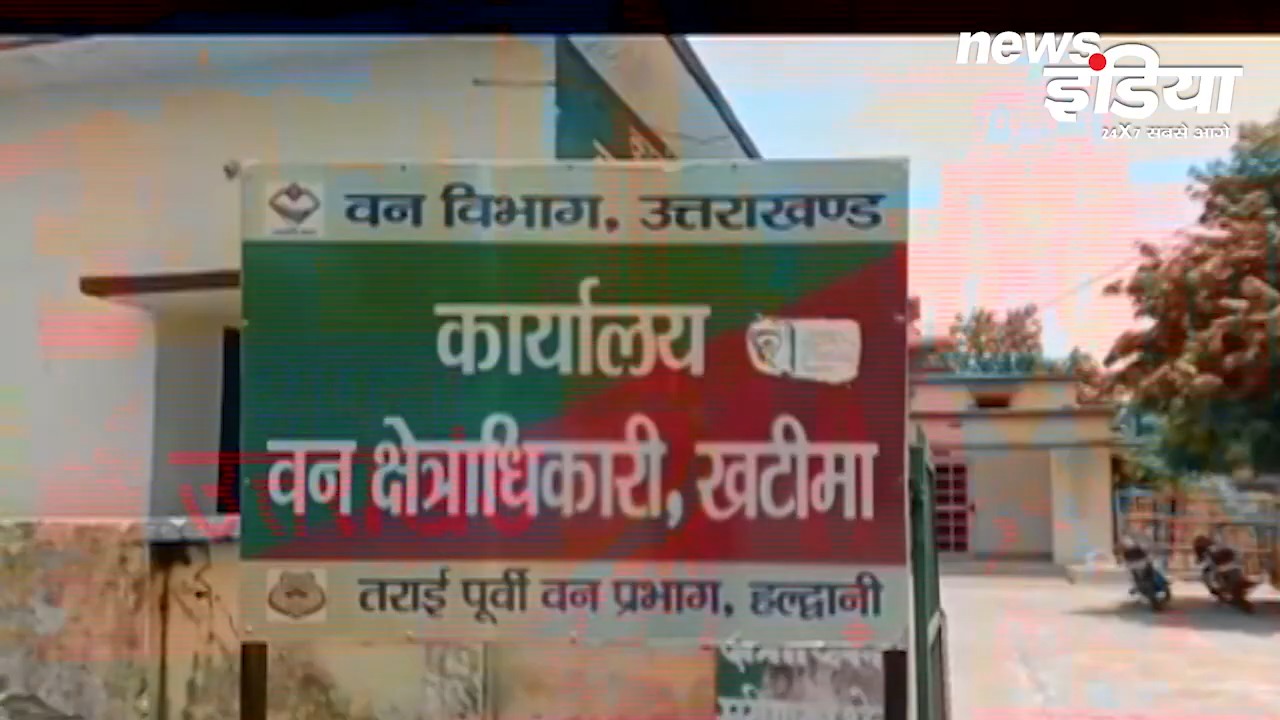 news
इंडिया
24X7 सबसे आगे
वन विभाग, उत्तराखण्ड
कार्यालय
वन क्षेत्राधिकारी, खटीमा
तराई पूर्वी वन प्रभाग, हल्द्वानी